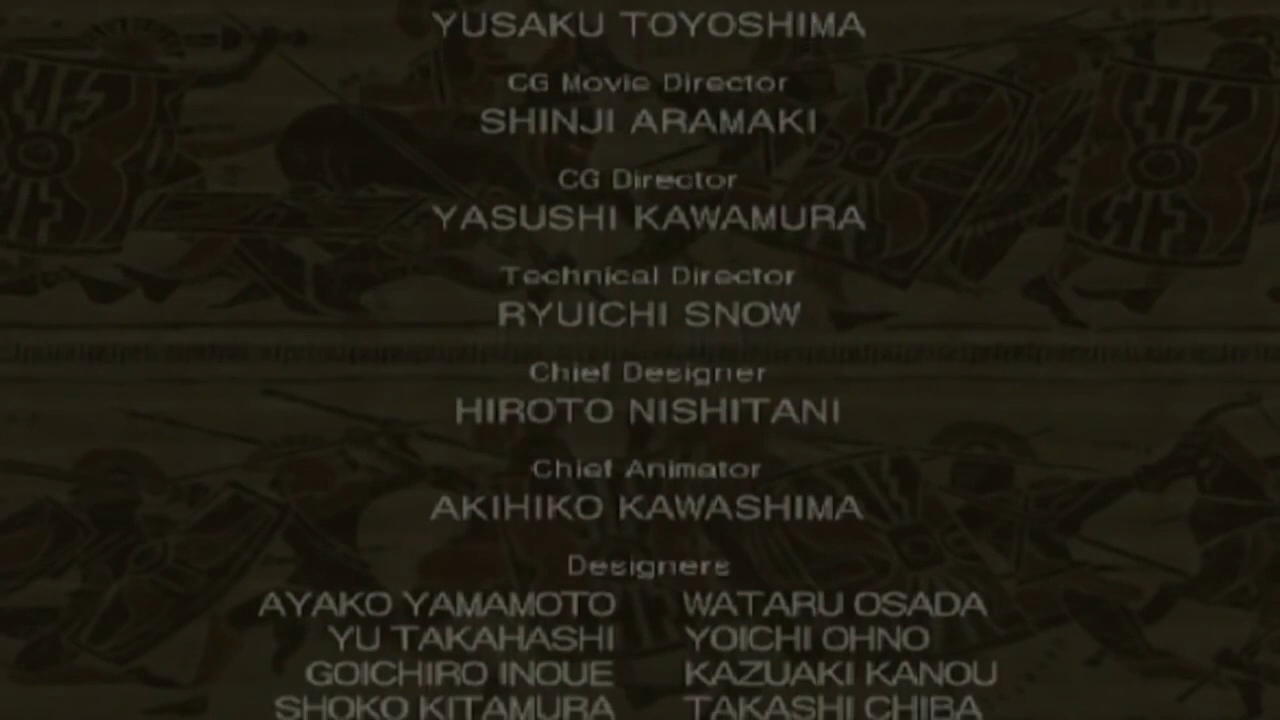 YUSAKU TOYOSHIMA
CG Movie Director
SHINJI ARAMAKI
CG Director
YASUSHI KAWAMURA
Technical Director
RYUICHI SNOW
Chief Designer
HIROTO NISHITANI
Chief Animator
AKIHIKO KAWASHIMA
Designers
AYAKO YAMAMOTO WATARU OSADA
YU TAKAHASHI YOICHI OHNO
GOICHIRO INOUE KAZUAKI KANOU
SHOKO KITAMURA TAKASHI CHIBA